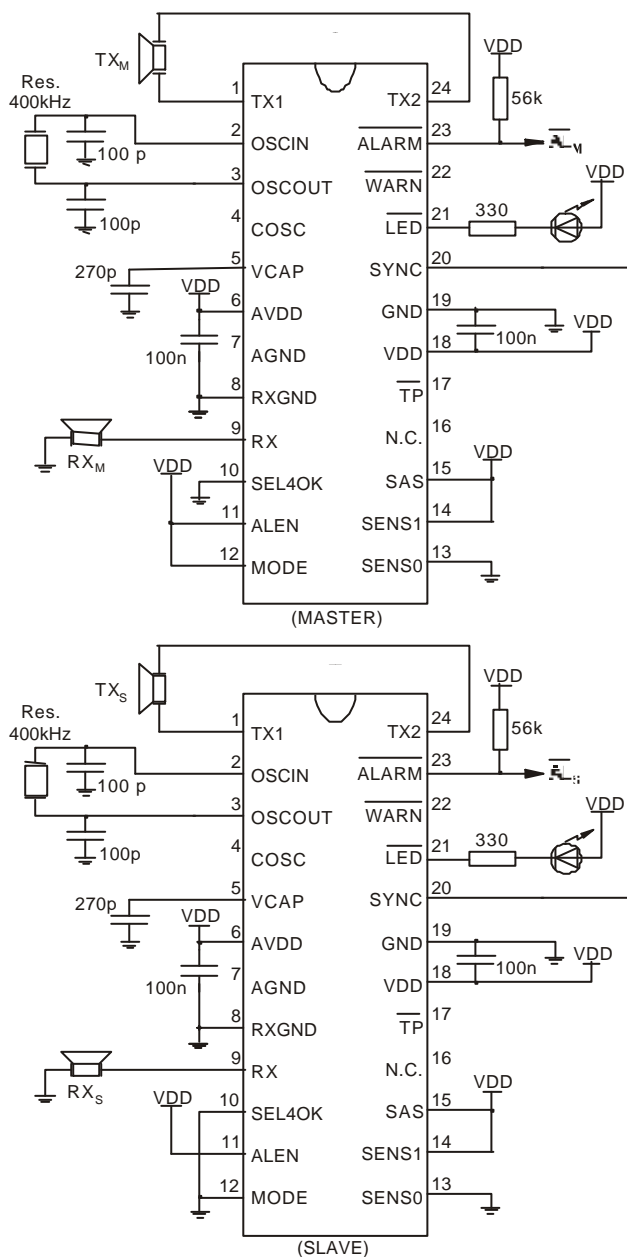 TXM
Res.
400kHz
100 p
100p
270p
VDD
100n
RXM
VDD
1 TX1
2 OSCIN
3 OSCOUT
4 COSC
5 VCAP
6 AVDD
7 AGND
8 RXGND
9 RX
10 SEL4OK
11 ALEN
12 MODE
TX2 24
ALARM 23
WARN 22
LED 21
SYNC 20
GND 19
VDD 18
TP 17
N.C. 16
SAS 15
SENS1 14
SENS0 13
VDD
56k
M
330
VDD
100n
VDD
VDD
(MASTER)
TXS
Res.
400kHz
100 p
100p
270p
VDD
100n
RXS
VDD
1 TX1
2 OSCIN
3 OSCOUT
4 COSC
5 VCAP
6 AVDD
7 AGND
8 RXGND
9 RX
10 SEL4OK
11 ALEN
12 MODE
TX2 24
ALARM 23
WARN 22
LED 21
SYNC 20
GND 19
VDD 18
TP 17
N.C. 16
SAS 15
SENS1 14
SENS0 13
VDD
56k
330
VDD
100n
VDD
VDD
(SLAVE)